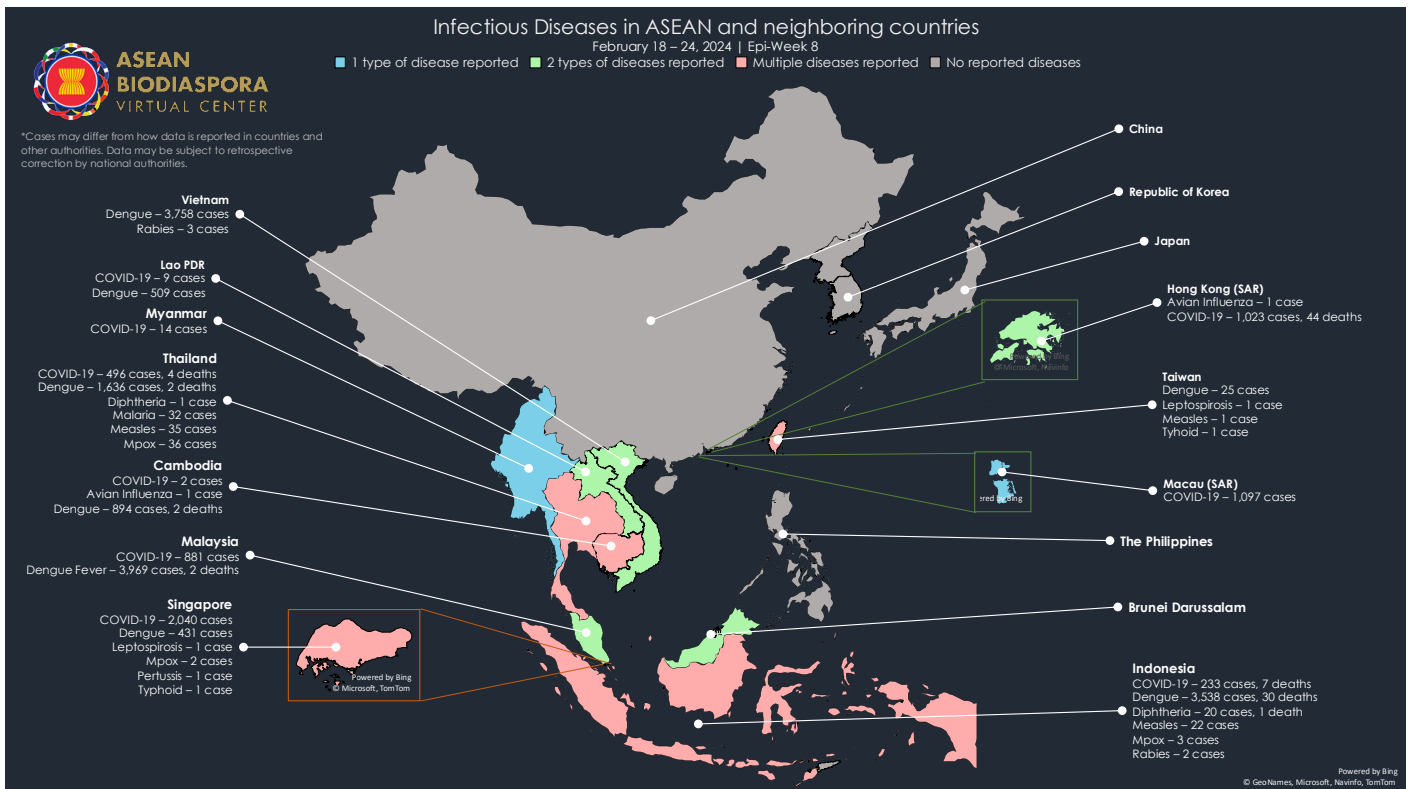 Infectious Diseases in ASEAN and neighboring countries
February 18 – 24, 2024 | Epi-Week 8
1 type of disease reported
2 types of diseases reported
Multiple diseases reported
No reported diseases
ASEAN
BIODIASPORA
VIRTUAL CENTER
*Cases may differ from how data is reported in countries and
other authorities. Data may be subject to retrospective
correction by national authorities.
Vietnam
Dengue – 3,758 cases
Rabies – 3 cases
Lao PDR
COVID-19 – 9 cases
Dengue – 509 cases
Myanmar
COVID-19 – 14 cases
Thailand
COVID-19 – 496 cases, 4 deaths
Dengue – 1,636 cases, 2 deaths
Diphtheria – 1 case
Malaria – 32 cases
Measles – 35 cases
Mpox – 36 cases
Cambodia
COVID-19 – 2 cases
Avian Influenza – 1 case
Dengue – 894 cases, 2 deaths
Malaysia
COVID-19 – 881 cases
Dengue Fever – 3,969 cases, 2 deaths
Singapore
COVID-19 – 2,040 cases
Dengue – 431 cases
Leptospirosis – 1 case
Mpox – 2 cases
Pertussis – 1 case
Typhoid – 1 case
Powered by Bing
© Microsoft, TomTom
China
Republic of Korea
Japan
Hong Kong (SAR)
Avian Influenza – 1 case
COVID-19 – 1,023 cases, 44 deaths
Powered by Bing
© Microsoft, Navinfo
Taiwan
Dengue – 25 cases
Leptospirosis – 1 case
Measles – 1 case
Tyhoid – 1 case
Macau (SAR)
COVID-19 – 1,097 cases
ered by Bing
The Philippines
Brunei Darussalam
Indonesia
COVID-19 – 233 cases, 7 deaths
Dengue – 3,538 cases, 30 deaths
Diphtheria – 20 cases, 1 death
Measles – 22 cases
Mpox – 3 cases
Rabies – 2 cases
Powered by Bing
© GeoNames, Microsoft, Navinfo, TomTom